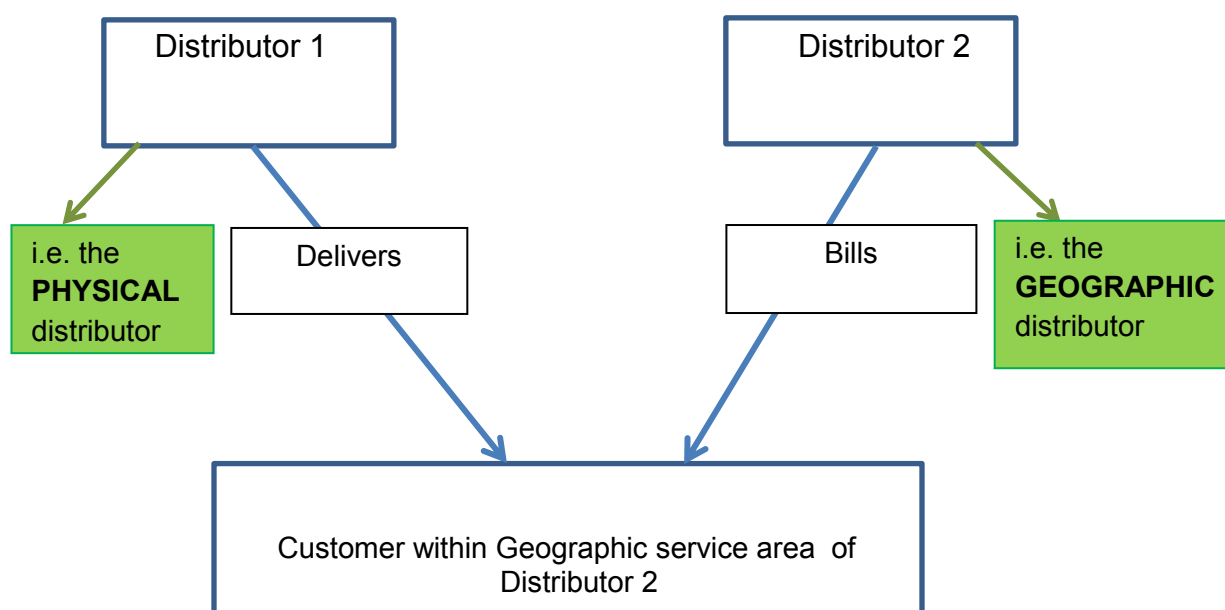 Distributor 1
Distributor 2
i.e. the
PHYSICAL
distributor
Delivers
Bills
i.e. the
GEOGRAPHIC
distributor
Customer within Geographic service area of
Distributor 2